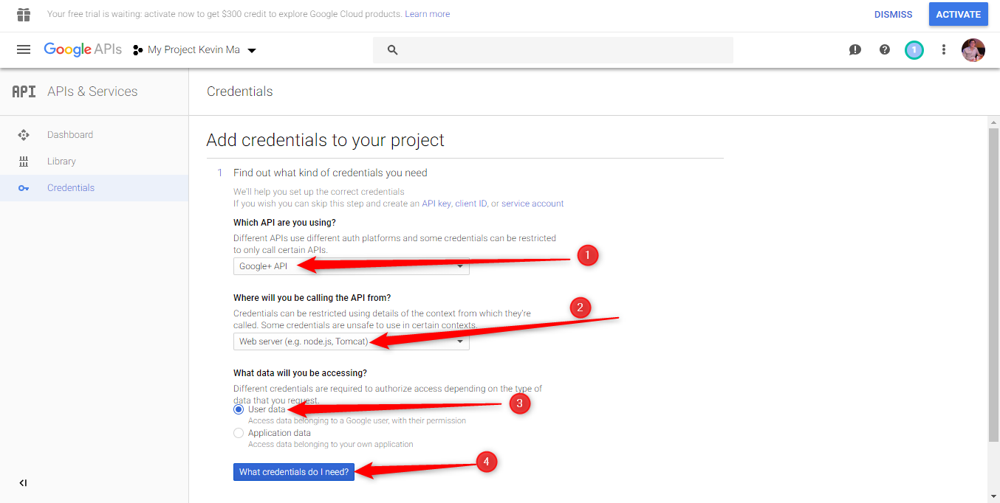 Your free trial is waiting: activate now to get $300 credit to explore Google Cloud products. Learn more
DISMISS
ACTIVATE
Google APIs
My Project Kevin Ma
1
API APIs & Services
Credentials
Dashboard
Library
Credentials
Add credentials to your project
1 Find out what kind of credentials you need
We'll help you set up the correct credentials
If you wish you can skip this step and create an API key, client ID, or service account
Which API are you using?
Different APIs use different auth platforms and some credentials can be restricted
to only call certain APIs.
Google+ API
1
Where will you be calling the API from?
2
Credentials can be restricted using details of the context from which they're
called. Some credentials are unsafe to use in certain contexts.
Web server (e.g. node.js, Tomcat)
What data will you be accessing?
Different credentials are required to authorize access depending on the type of
data that you request.
User data
3
Access data belonging to a Google user, with their permission
Application data
Access data belonging to your own application
What credentials do I need?
4